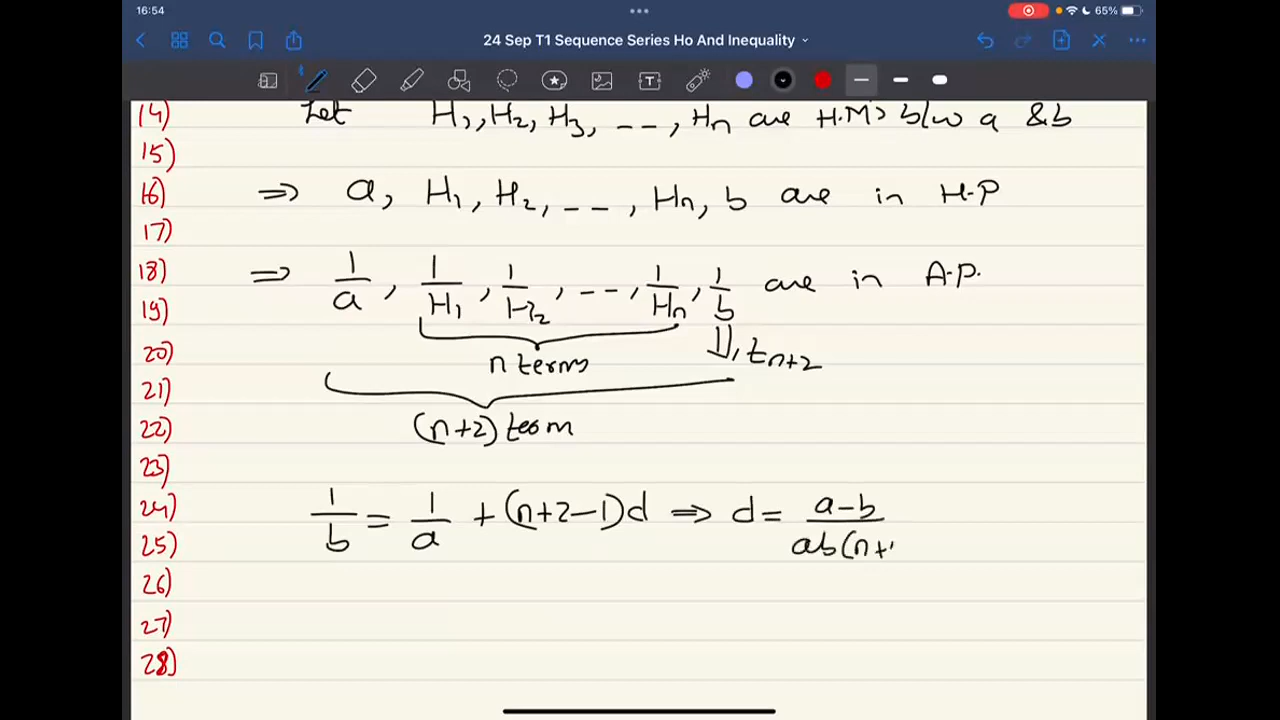 16:54
65%
24 Sep T1 Sequence Series Ho And Inequality
14) Let H1, H2, H3, _ _, Hn are H.M's b/w a & b
15)
16) ⇒ a, H1, H2, _ _, Hn, b are in H.P
17)
18) ⇒ 1/a, 1/H1, 1/H2, _ _, 1/Hn, 1/b are in A.P.
19)
20) n terms ⇓, tn+2
21)
22) (n+2) term
23)
24) 1/b = 1/a + (n+2-1)d ⇒ d = a-b/ab(n+
25)
26)
27)
28)